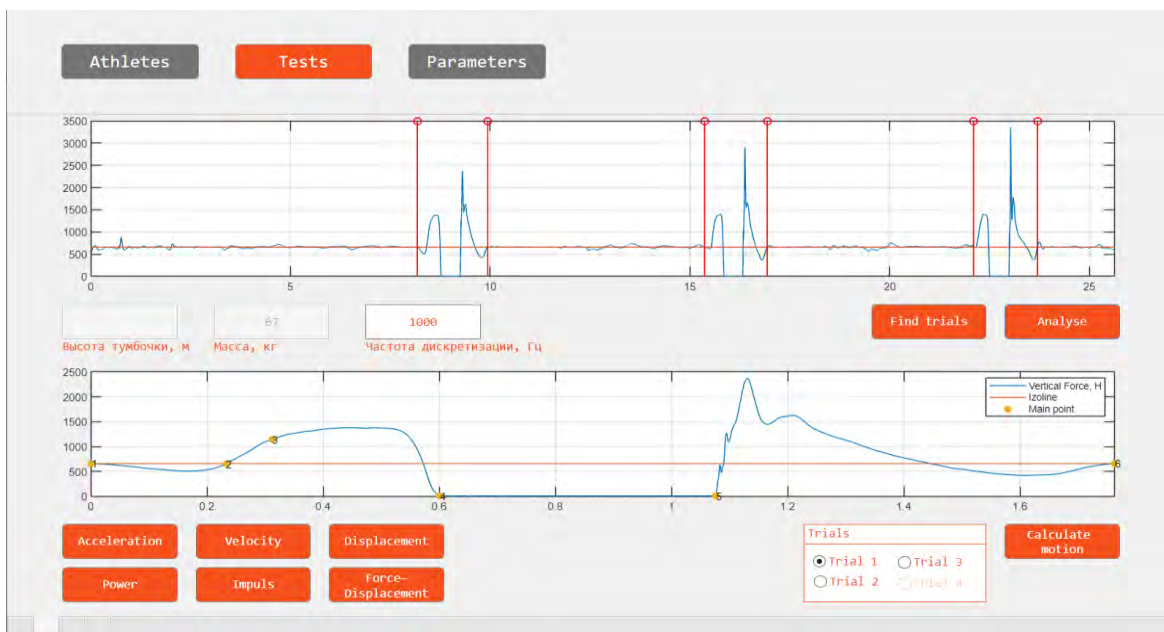 Athletes Tests Parameters
3500
3000
2500
2000
1500
1000
500
0
0 5 10 15 20 25
67 1000 Find trials Analyse
Высота тумбочки, м Масса, кг Частота дискретизации, Гц
2500
2000
1500
1000
500
0
Vertical Force, H
Izoline
Main point
1 2 3 4 5 6
0 0.2 0.4 0.6 0.8 1 1.2 1.4 1.6
Acceleration Velocity Displacement
Power Impuls Force-
Displacement
Trials
Trial 1 Trial 3
Trial 2 Trial 4
Calculate
motion